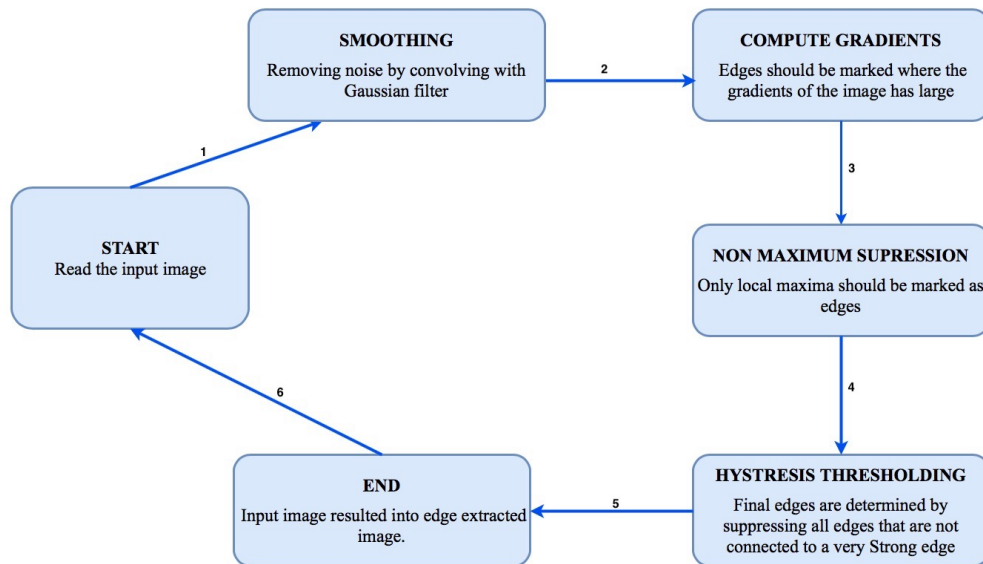 SMOOTHING
Removing noise by convolving with
Gaussian filter
2
COMPUTE GRADIENTS
Edges should be marked where the
gradients of the image has large
1
3
START
Read the input image
NON MAXIMUM SUPRESSION
Only local maxima should be marked as
edges
6
4
END
Input image resulted into edge extracted
image.
5
HYSTRESIS THRESHOLDING
Final edges are determined by
suppressing all edges that are not
connected to a very Strong edge